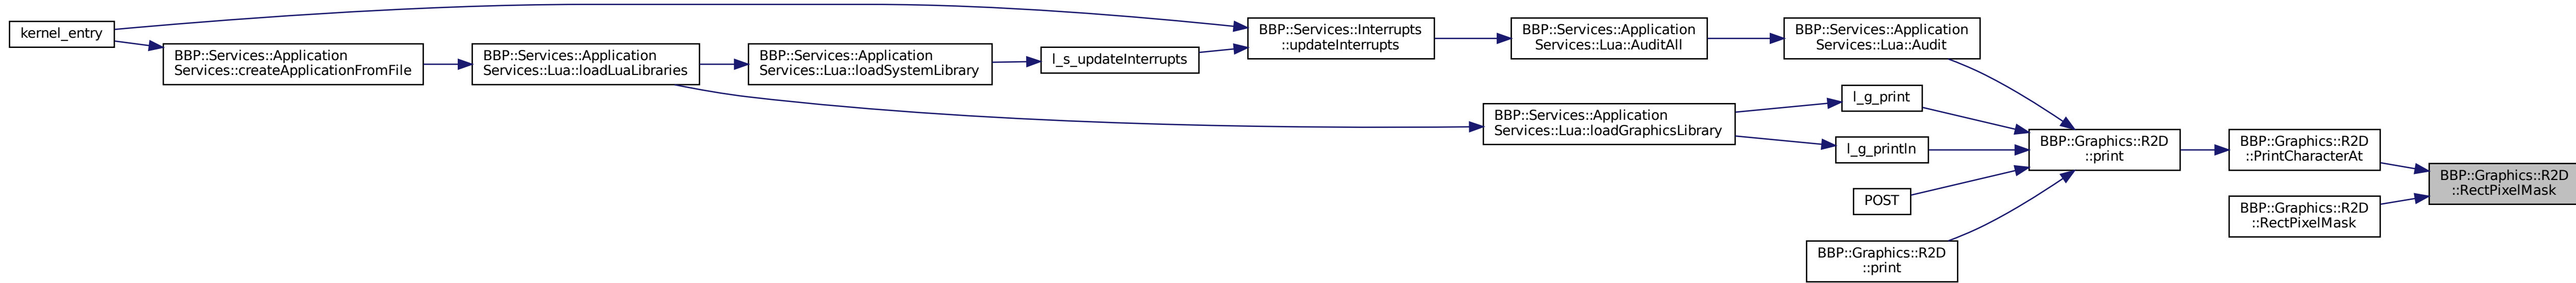 kernel_entry
BBP::Services::Application
Services::createApplicationFromFile
BBP::Services::Application
Services::Lua::loadLuaLibraries
BBP::Services::Application
Services::Lua::loadSystemLibrary
l_s_updateInterrupts
BBP::Services::Interrupts
::updateInterrupts
BBP::Services::Application
Services::Lua::AuditAll
BBP::Services::Application
Services::Lua::Audit
BBP::Services::Application
Services::Lua::loadGraphicsLibrary
l_g_print
l_g_println
POST
BBP::Graphics::R2D
::print
BBP::Graphics::R2D
::print
BBP::Graphics::R2D
::PrintCharacterAt
BBP::Graphics::R2D
::RectPixelMask
BBP::Graphics::R2D
::RectPixelMask